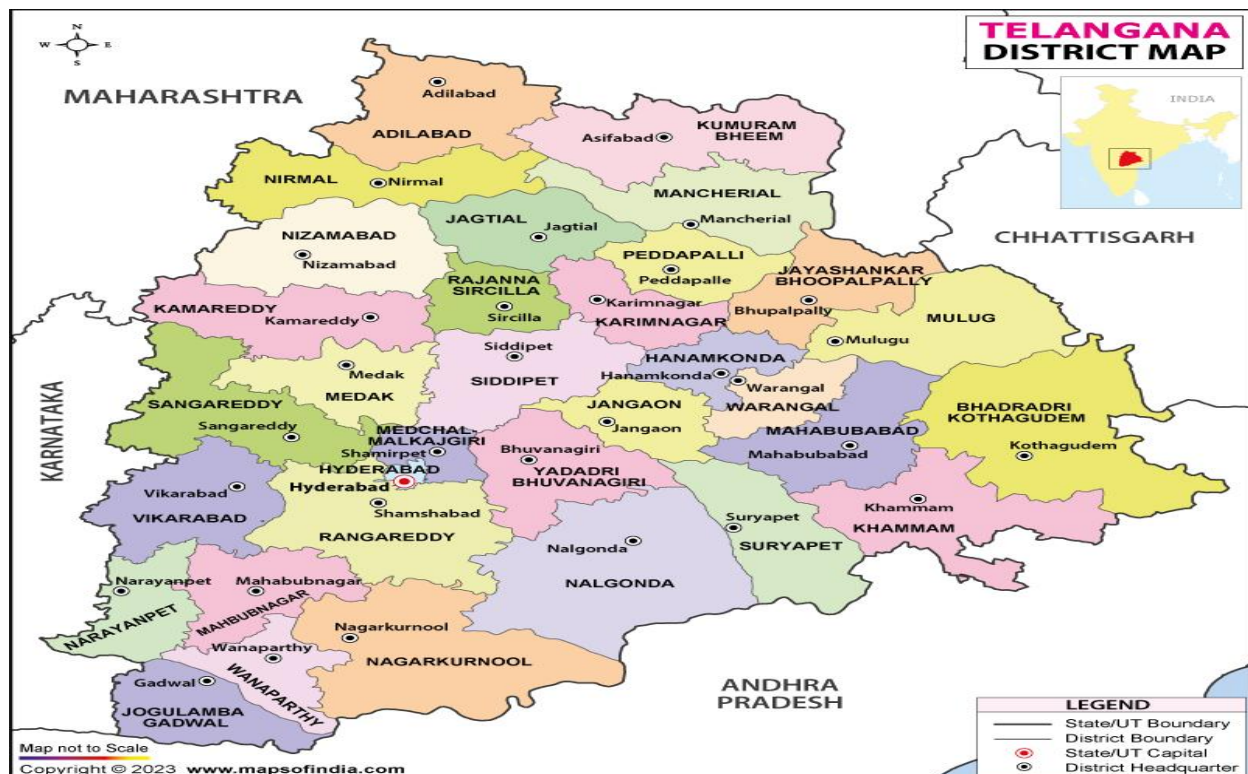 N
W E
S
TELANGANA
DISTRICT MAP
INDIA
MAHARASHTRA
Adilabad
ADILABAD
Asifabad
KUMURAM
BHEEM
NIRMAL
Nirmal
MANCHERIAL
Mancherial
JAGTIAL
Jagtial
NIZAMABAD
Nizamabad
CHHATTISGARH
PEDDAPALLI
Peddapalle
JAYASHANKAR
BHOOPALPALLY
Bhupalpally
RAJANNA
SIRCILLA
Sircilla
Karimnagar
KARIMNAGAR
KAMAREDDY
Kamareddy
MULUG
Mulugu
Siddipet
SIDDIPET
HANAMKONDA
Hanamkonda
Warangal
WARANGAL
Medak
MEDAK
KARNATAKA
SANGAREDDY
Sangareddy
JANGAON
Jangaon
BHADRADRI
KOTHAGUDEM
Kothagudem
MAHABUBABAD
Mahabubabad
MEDCHAL-
MALKAJGIRI
Shamirpet
HYDERABAD
Hyderabad
Bhuvanagiri
YADADRI
BHUVANAGIRI
Vikarabad
VIKARABAD
Shamshabad
RANGAREDDY
Khammam
KHAMMAM
Suryapet
SURYAPET
Nalgonda
NALGONDA
Narayanpet
NARAYANPET
Mahabubnagar
MAHBUBNAGAR
Nagarkurnool
NAGARKURNOOL
Wanaparthy
WANAPARTHY
Gadwal
JOGULAMBA
GADWAL
ANDHRA
PRADESH
LEGEND
State/UT Boundary
District Boundary
State/UT Capital
District Headquarter
Map not to Scale
Copyright © 2023 www.mapsofindia.com